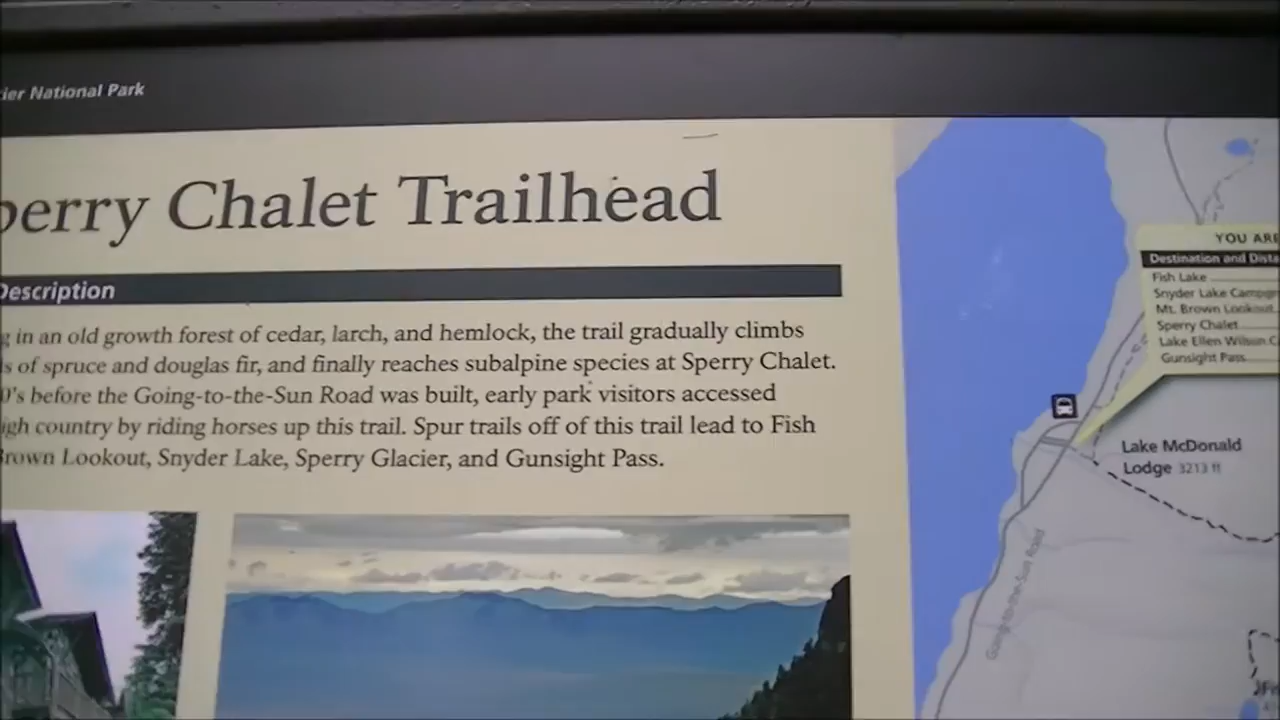 ier National Park
perry Chalet Trailhead
Description
g in an old growth forest of cedar, larch, and hemlock, the trail gradually climbs
s of spruce and douglas fir, and finally reaches subalpine species at Sperry Chalet.
0's before the Going-to-the-Sun Road was built, early park visitors accessed
igh country by riding horses up this trail. Spur trails off of this trail lead to Fish
rown Lookout, Snyder Lake, Sperry Glacier, and Gunsight Pass.
YOU ARE
Destination and Dista
Fish Lake
Snyder Lake Campgr
Mt. Brown Lookout
Sperry Chalet
Lake Ellen Wilson C
Gunsight Pass
Lake McDonald
Lodge 3213 ft
Going-to-the-Sun Road